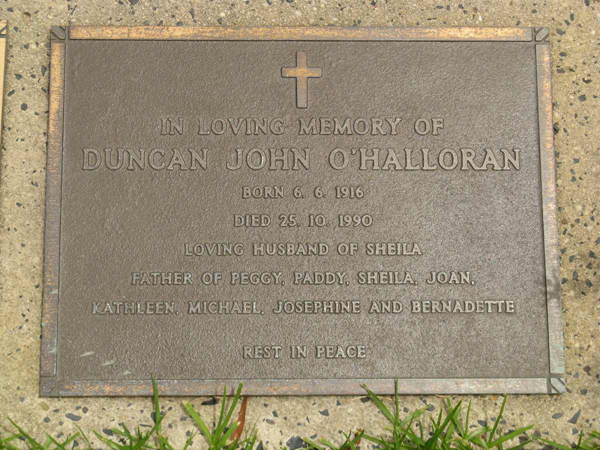 IN LOVING MEMORY OF
DUNCAN JOHN O'HALLORAN
BORN 6. 6. 1916
DIED 25. 10. 1990
LOVING HUSBAND OF SHEILA
FATHER OF PEGGY, PADDY, SHEILA, JOAN,
KATHLEEN, MICHAEL, JOSEPHINE AND BERNADETTE
REST IN PEACE